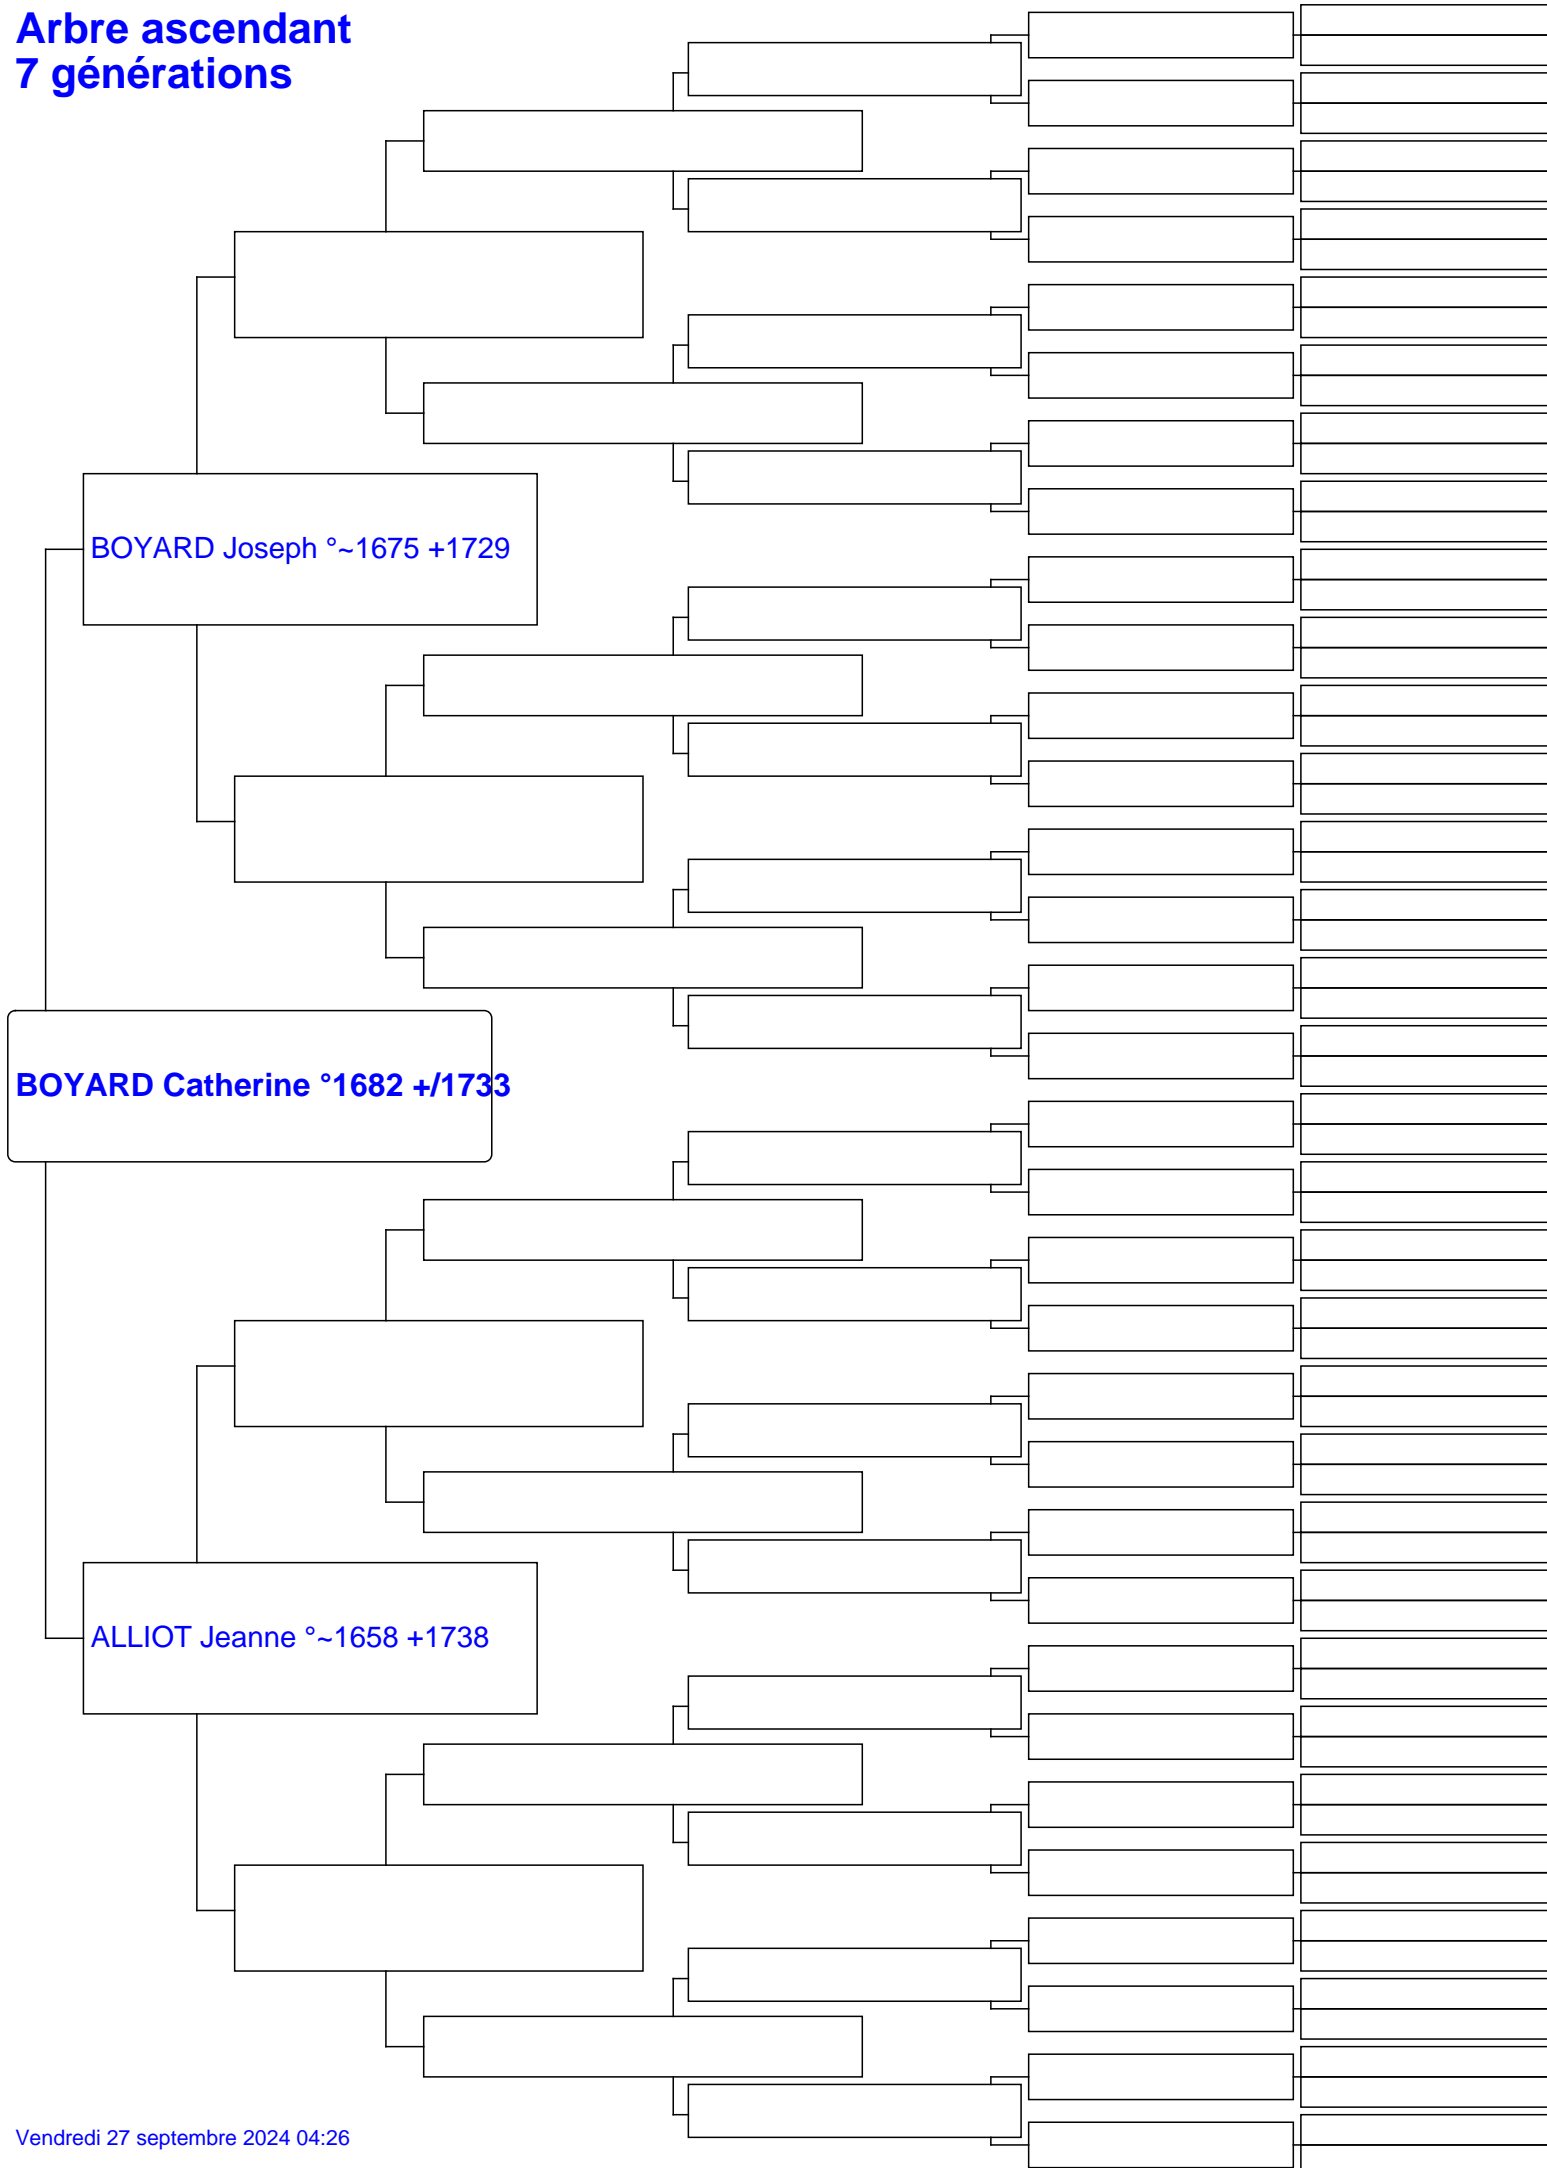 Arbre ascendant
7 générations
BOYARD Joseph °~1675 +1729
BOYARD Catherine °1682 +/1733
ALLIOT Jeanne °~1658 +1738
Vendredi 27 septembre 2024 04:26